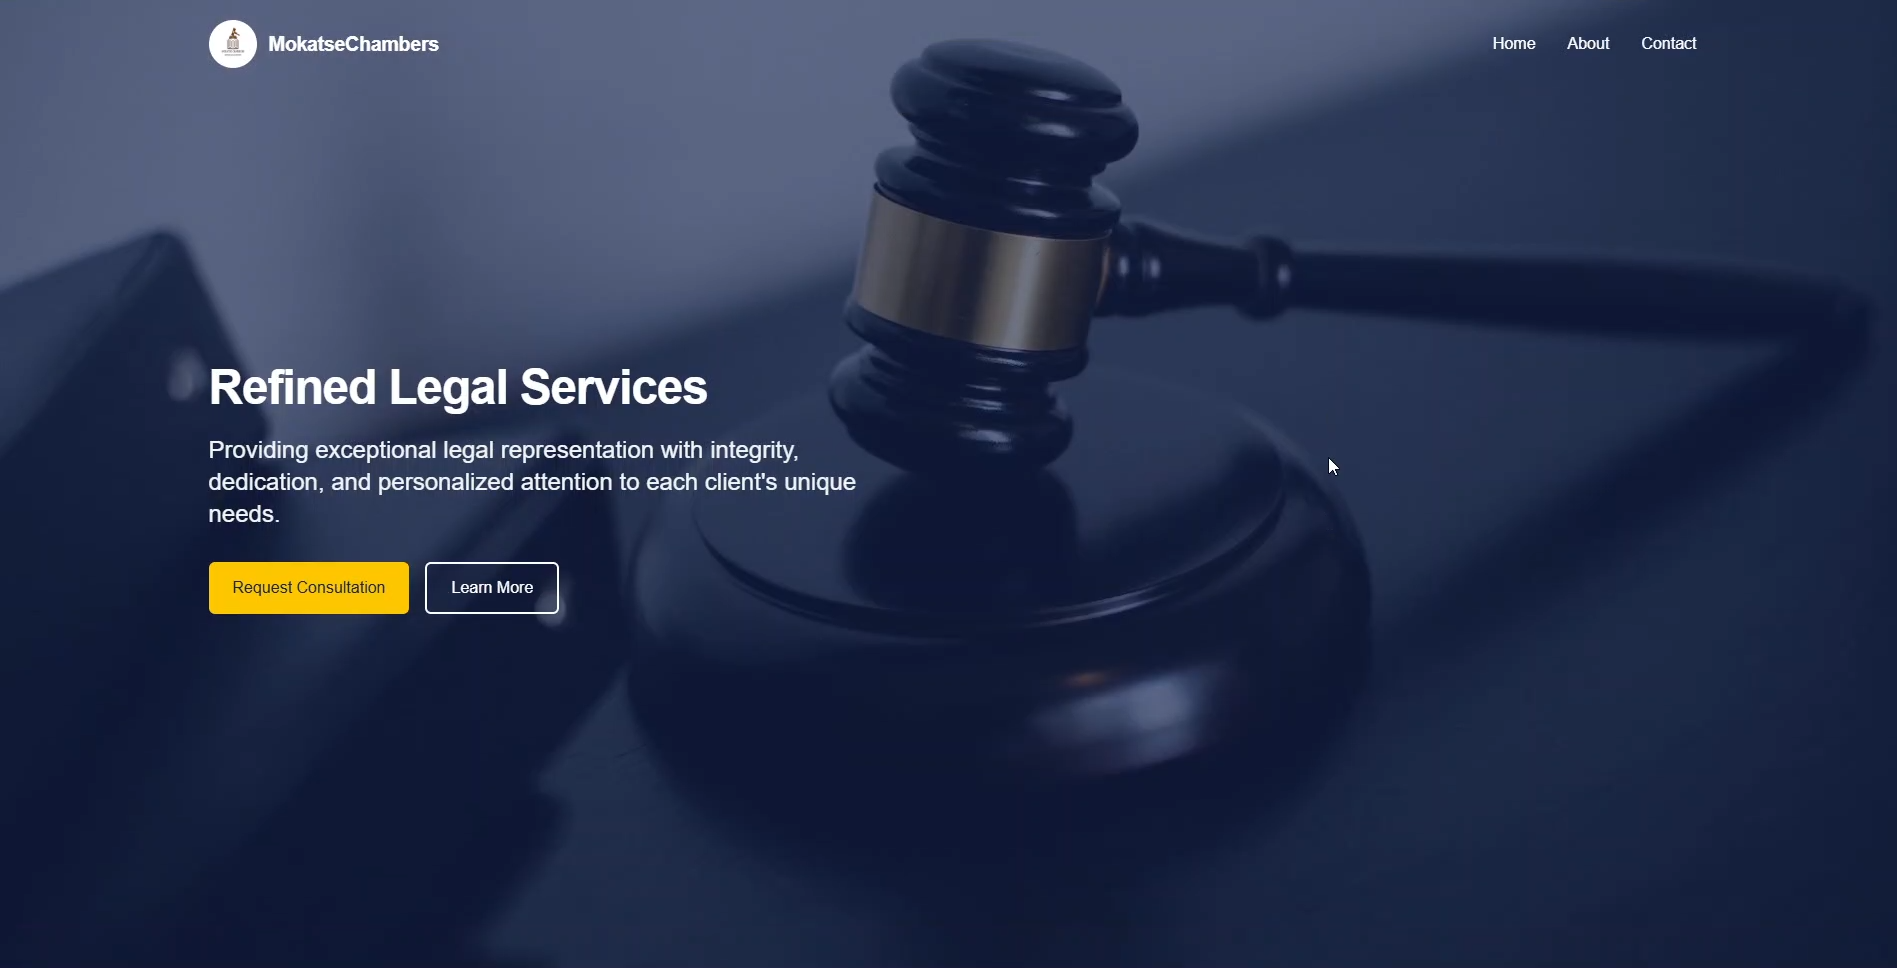 MokatseChambers
Home
About
Contact
Refined Legal Services
Providing exceptional legal representation with integrity,
dedication, and personalized attention to each client's unique
needs.
Request Consultation
Learn More